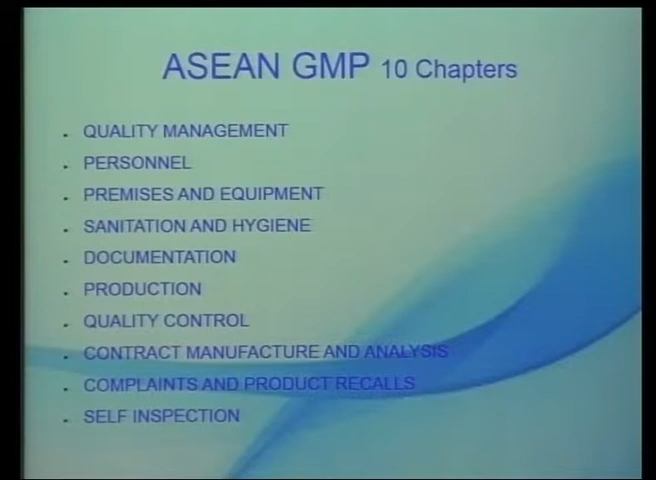 ASEAN GMP 10 Chapters
QUALITY MANAGEMENT
PERSONNEL
PREMISES AND EQUIPMENT
SANITATION AND HYGIENE
DOCUMENTATION
PRODUCTION
QUALITY CONTROL
CONTRACT MANUFACTURE AND ANALYSIS
COMPLAINTS AND PRODUCT RECALLS
SELF INSPECTION